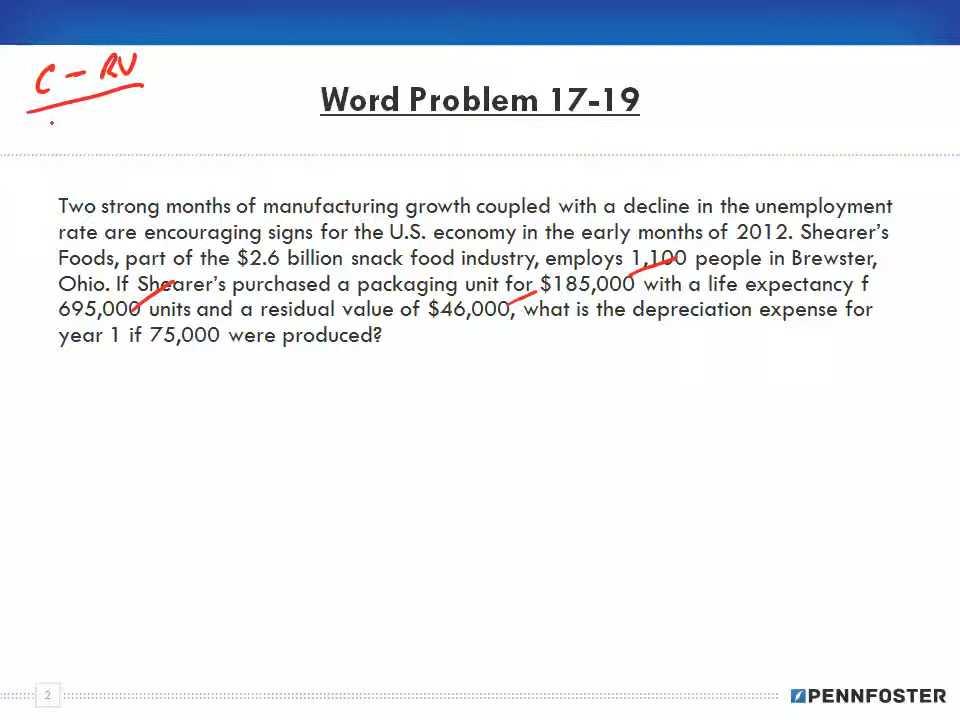 C - RV
Word Problem 17-19
Two strong months of manufacturing growth coupled with a decline in the unemployment
rate are encouraging signs for the U.S. economy in the early months of 2012. Shearer's
Foods, part of the $2.6 billion snack food industry, employs 1,100 people in Brewster,
Ohio. If Shearer's purchased a packaging unit for $185,000 with a life expectancy f
695,000 units and a residual value of $46,000, what is the depreciation expense for
year 1 if 75,000 were produced?
2
PENNFOSTER